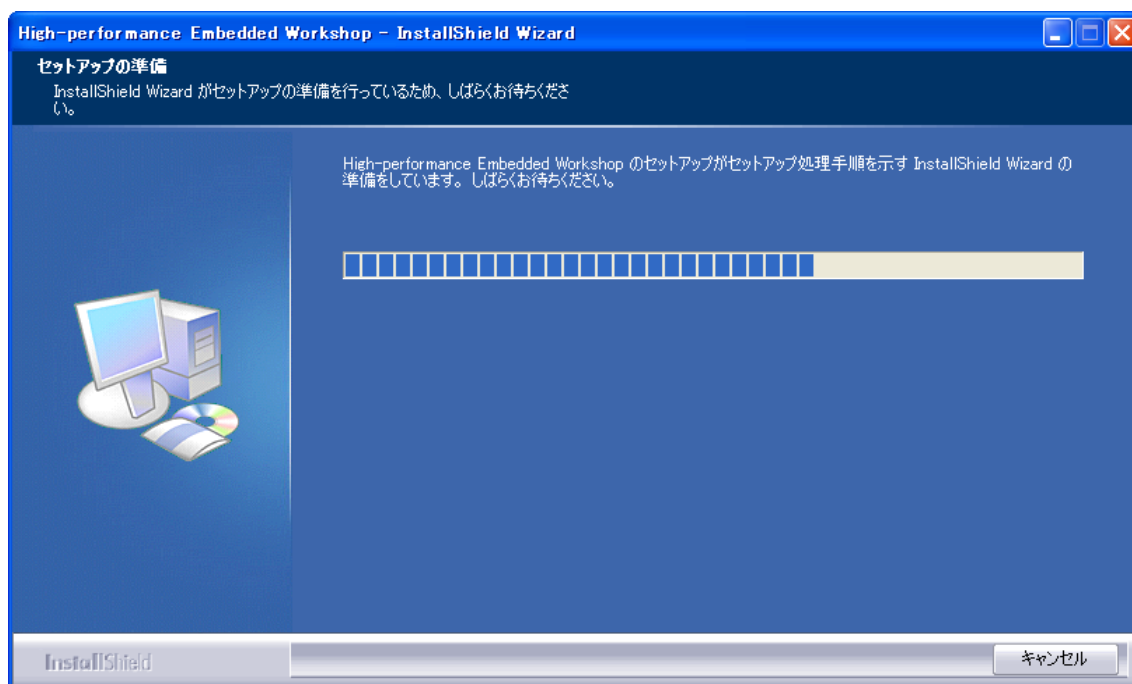 High-performance Embedded Workshop - InstallShield Wizard
セットアップの準備
InstallShield Wizard がセットアップの準備を行っているため、しばらくお待ちくださ
い。
High-performance Embedded Workshop のセットアップがセットアップ処理手順を示す InstallShield Wizard の
準備をしています。しばらくお待ちください。
InstallShield
キャンセル